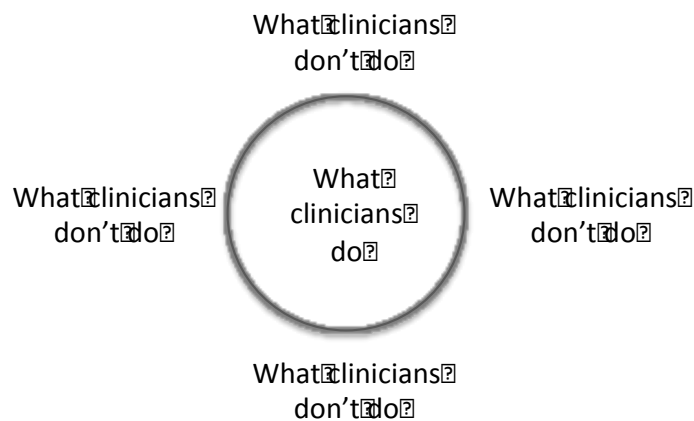 What⍰clinicians⍰
don't⍰do⍰
What⍰clinicians⍰
don't⍰do⍰
What⍰
clinicians⍰
do⍰
What⍰clinicians⍰
don't⍰do⍰
What⍰clinicians⍰
don't⍰do⍰